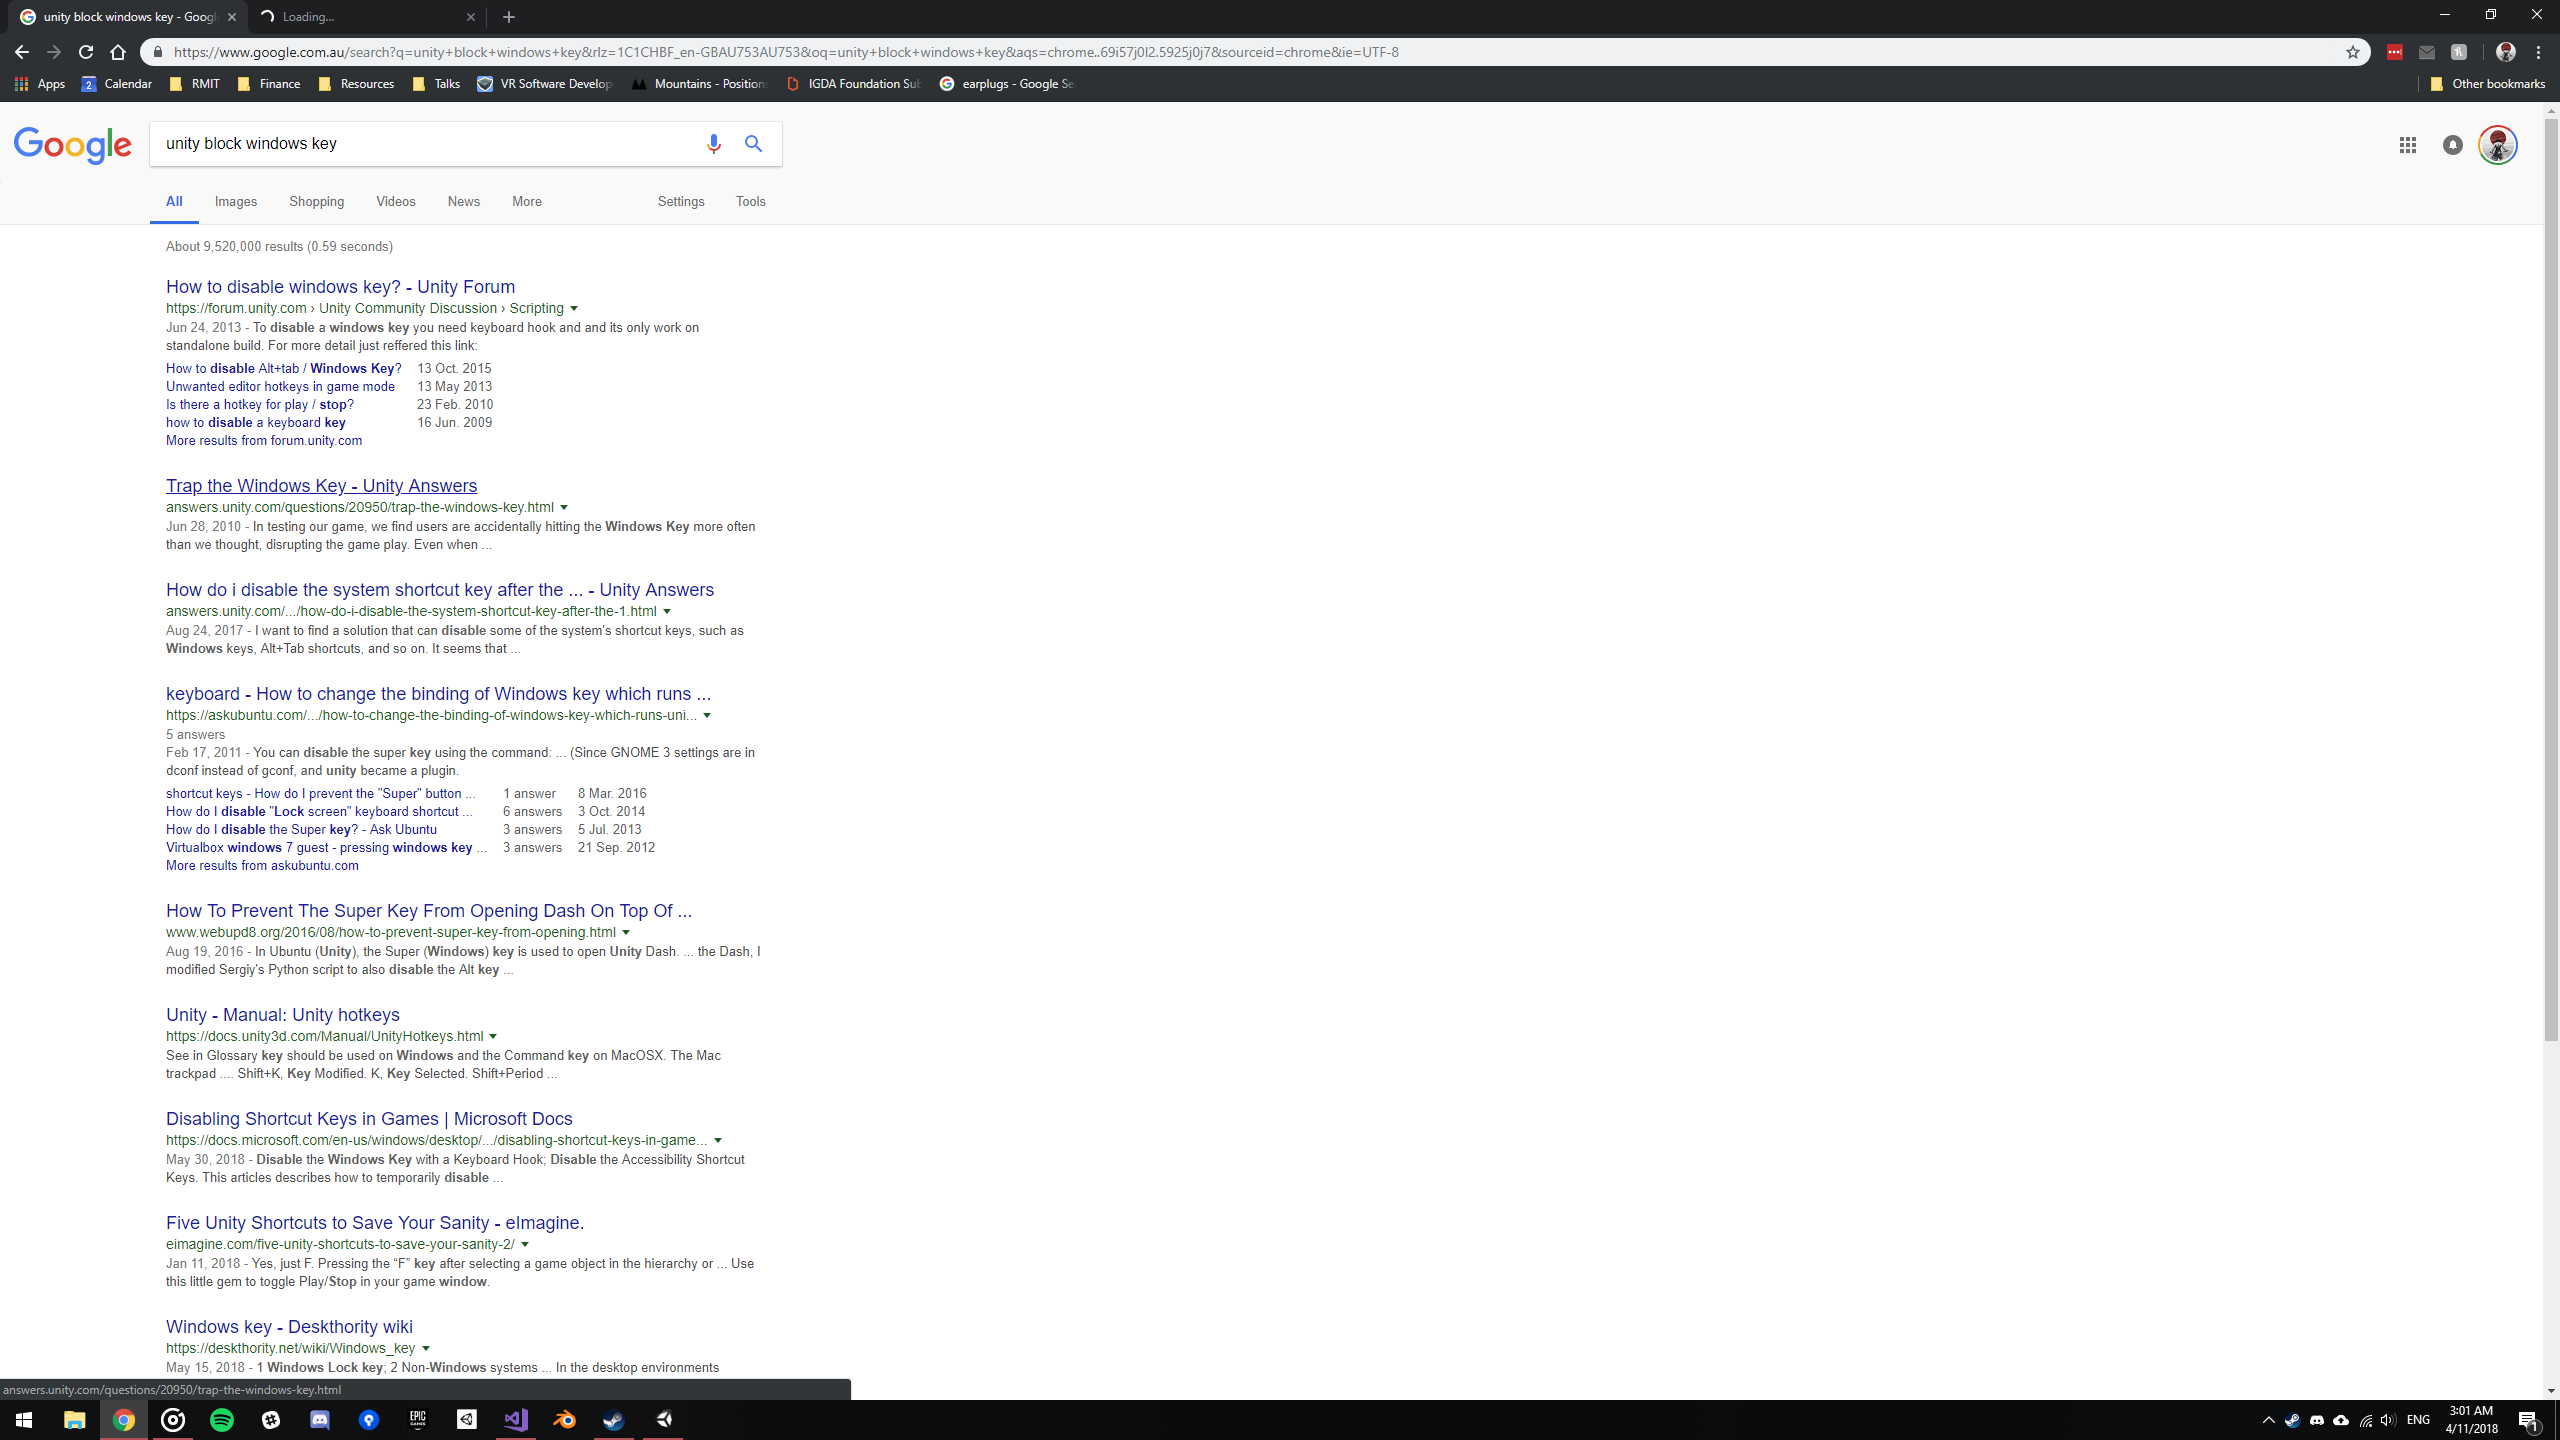 unity block windows key - Googl
Loading...
https://www.google.com.au/search?q=unity+block+windows+key&rlz=1C1CHBF_en-GBAU753AU753&oq=unity+block+windows+key&aqs=chrome..69i57j0l2.5925j0j7&sourceid=chrome&ie=UTF-8
Apps
2
Calendar
RMIT
Finance
Resources
Talks
VR Software Develop
Mountains - Positions
IGDA Foundation Sub
earplugs - Google Se
Other bookmarks
Google
unity block windows key
All
Images
Shopping
Videos
News
More
Settings
Tools
About 9,520,000 results (0.59 seconds)
How to disable windows key? - Unity Forum
https://forum.unity.com › Unity Community Discussion › Scripting
Jun 24, 2013 - To disable a windows key you need keyboard hook and and its only work on
standalone build. For more detail just reffered this link:
How to disable Alt+tab / Windows Key? 13 Oct. 2015
Unwanted editor hotkeys in game mode 13 May 2013
Is there a hotkey for play / stop? 23 Feb. 2010
how to disable a keyboard key 16 Jun. 2009
More results from forum.unity.com
Trap the Windows Key - Unity Answers
answers.unity.com/questions/20950/trap-the-windows-key.html
Jun 28, 2010 - In testing our game, we find users are accidentally hitting the Windows Key more often
than we thought, disrupting the game play. Even when ...
How do i disable the system shortcut key after the ... - Unity Answers
answers.unity.com/.../how-do-i-disable-the-system-shortcut-key-after-the-1.html
Aug 24, 2017 - I want to find a solution that can disable some of the system's shortcut keys, such as
Windows keys, Alt+Tab shortcuts, and so on. It seems that ...
keyboard - How to change the binding of Windows key which runs ...
https://askubuntu.com/.../how-to-change-the-binding-of-windows-key-which-runs-uni...
5 answers
Feb 17, 2011 - You can disable the super key using the command: ... (Since GNOME 3 settings are in
dconf instead of gconf, and unity became a plugin.
shortcut keys - How do I prevent the "Super" button ... 1 answer 8 Mar. 2016
How do I disable "Lock screen" keyboard shortcut ... 6 answers 3 Oct. 2014
How do I disable the Super key? - Ask Ubuntu 3 answers 5 Jul. 2013
Virtualbox windows 7 guest - pressing windows key ... 3 answers 21 Sep. 2012
More results from askubuntu.com
How To Prevent The Super Key From Opening Dash On Top Of ...
www.webupd8.org/2016/08/how-to-prevent-super-key-from-opening.html
Aug 19, 2016 - In Ubuntu (Unity), the Super (Windows) key is used to open Unity Dash. ... the Dash, I
modified Sergiy's Python script to also disable the Alt key ...
Unity - Manual: Unity hotkeys
https://docs.unity3d.com/Manual/UnityHotkeys.html
See in Glossary key should be used on Windows and the Command key on MacOSX. The Mac
trackpad .... Shift+K, Key Modified. K, Key Selected. Shift+Period ...
Disabling Shortcut Keys in Games | Microsoft Docs
https://docs.microsoft.com/en-us/windows/desktop/.../disabling-shortcut-keys-in-game...
May 30, 2018 - Disable the Windows Key with a Keyboard Hook; Disable the Accessibility Shortcut
Keys. This articles describes how to temporarily disable ...
Five Unity Shortcuts to Save Your Sanity - eImagine.
eimagine.com/five-unity-shortcuts-to-save-your-sanity-2/
Jan 11, 2018 - Yes, just F. Pressing the “F” key after selecting a game object in the hierarchy or ... Use
this little gem to toggle Play/Stop in your game window.
Windows key - Deskthority wiki
https://deskthority.net/wiki/Windows_key
May 15, 2018 - 1 Windows Lock key; 2 Non-Windows systems ... In the desktop environments
answers.unity.com/questions/20950/trap-the-windows-key.html
EPIC
GAMES
ENG
3:01 AM
4/11/2018
1